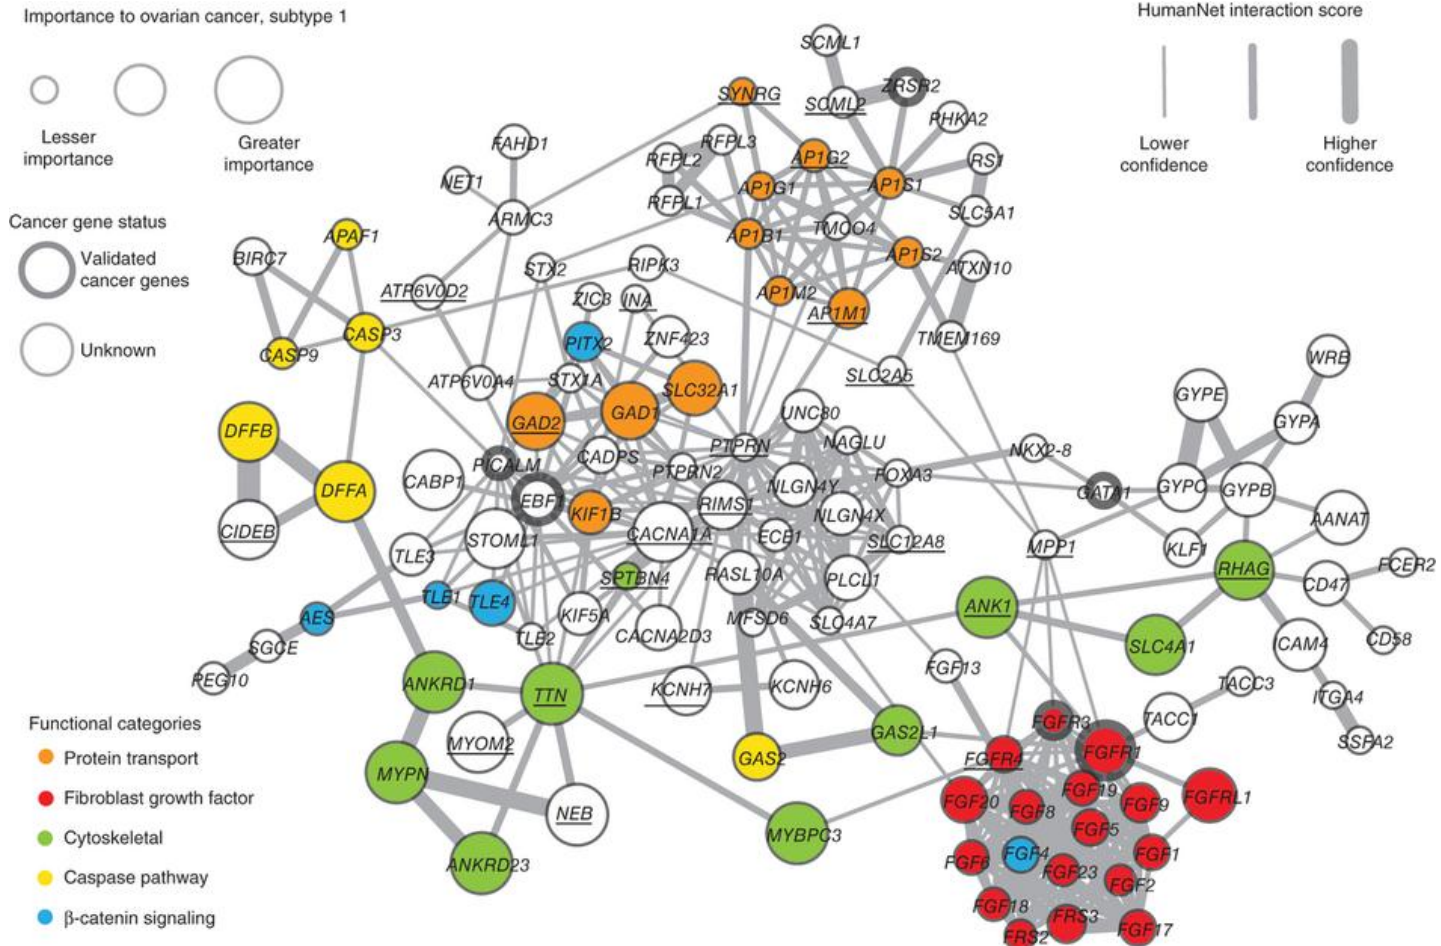 Importance to ovarian cancer, subtype 1
HumanNet interaction score
Lesser importance
Greater importance
Lower confidence
Higher confidence
Cancer gene status
Validated cancer genes
Unknown
SCML1
ZRSR2
SYNRG
SCML2
PHKA2
FAHD1
RFPL3
RFPL2
AP1G2
RS1
NET1
AP1G1
AP1S1
RFPL1
SLC5A1
ARMC3
TMCO4
AP1B1
APAF1
BIRC7
AP1S2
STX2
RIPK3
ATXN10
ATP6V0D2
ZIC3
INA
AP1M2
AP1M1
CASP3
PITX2
ZNF423
TMEM169
CASP9
WRB
SLC2A5
ATP6V0A4
STX1A
SLC32A1
GYPE
GAD1
UNC80
GYPA
GAD2
DFFB
PTPRN
NAGLU
NKX2-8
CADPS
PICALM
PTPRN2
FOXA3
CABP1
NLGN4Y
GATA1
GYPC
GYPB
DFFA
EBF1
RIMS1
KIF1B
NLGN4X
AANAT
CIDEB
STOML1
CACNA1A
ECE1
SLC12A8
MPP1
KLF1
TLE3
FCER2
SPTBN4
RASL10A
PLCL1
RHAG
CD47
TLE1
TLE4
ANK1
AES
KIF5A
MFSD6
SLC4A7
TLE2
CACNA2D3
SLC4A1
ICAM4
CD58
SGCE
FGF13
PEG10
ANKRD1
TTN
KCNH7
KCNH6
TACC3
ITGA4
TACC1
FGFR3
Functional categories
Protein transport
Fibroblast growth factor
Cytoskeletal
Caspase pathway
β-catenin signaling
GAS2L1
MYOM2
SSFA2
FGFR1
GAS2
FGFR4
MYPN
FGF19
FGFRL1
FGF20
FGF8
FGF9
NEB
FGF5
MYBPC3
FGF4
FGF1
ANKRD23
FGF6
FGF23
FGF2
FGF18
FRS3
FGF17
FRS2